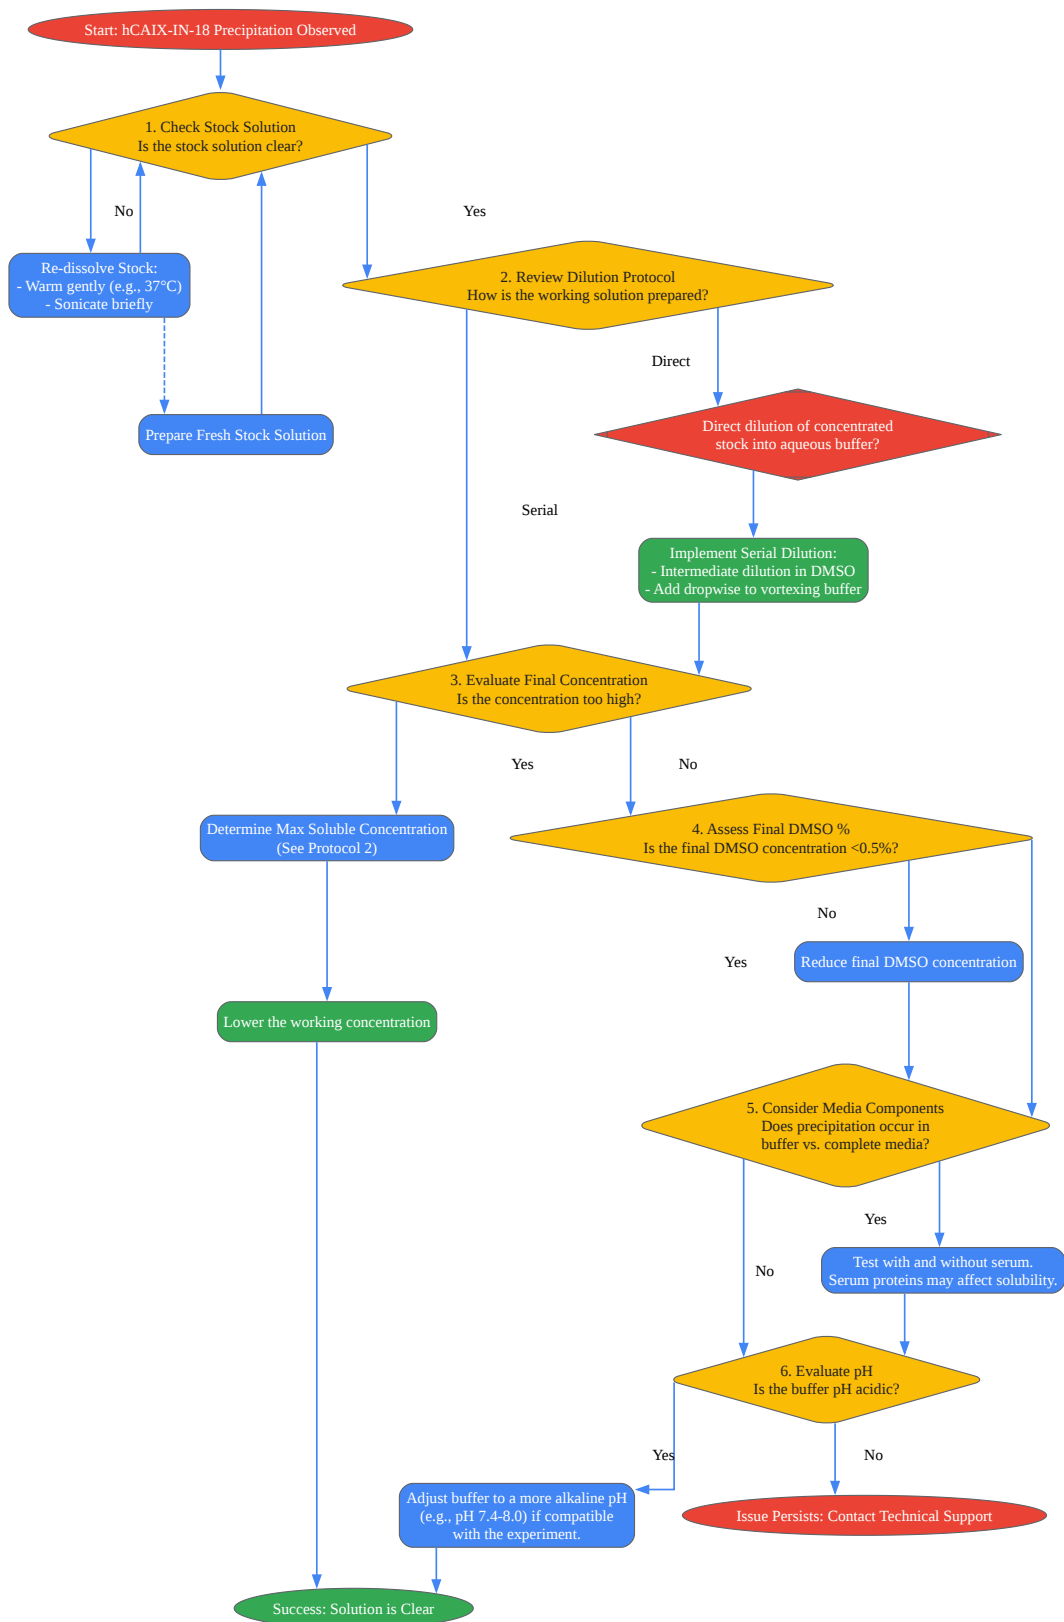 Start: hCAIX-IN-18 Precipitation Observed
1. Check Stock Solution
Is the stock solution clear?
No
Yes
Re-dissolve Stock:
- Warm gently (e.g., 37°C)
- Sonicate briefly
2. Review Dilution Protocol
How is the working solution prepared?
Direct
Prepare Fresh Stock Solution
Direct dilution of concentrated
stock into aqueous buffer?
Serial
Implement Serial Dilution:
- Intermediate dilution in DMSO
- Add dropwise to vortexing buffer
3. Evaluate Final Concentration
Is the concentration too high?
Yes
No
Determine Max Soluble Concentration
(See Protocol 2)
4. Assess Final DMSO %
Is the final DMSO concentration <0.5%?
No
Yes
Reduce final DMSO concentration
Lower the working concentration
5. Consider Media Components
Does precipitation occur in
buffer vs. complete media?
Yes
No
Test with and without serum.
Serum proteins may affect solubility.
6. Evaluate pH
Is the buffer pH acidic?
Yes
No
Adjust buffer to a more alkaline pH
(e.g., pH 7.4-8.0) if compatible
with the experiment.
Issue Persists: Contact Technical Support
Success: Solution is Clear